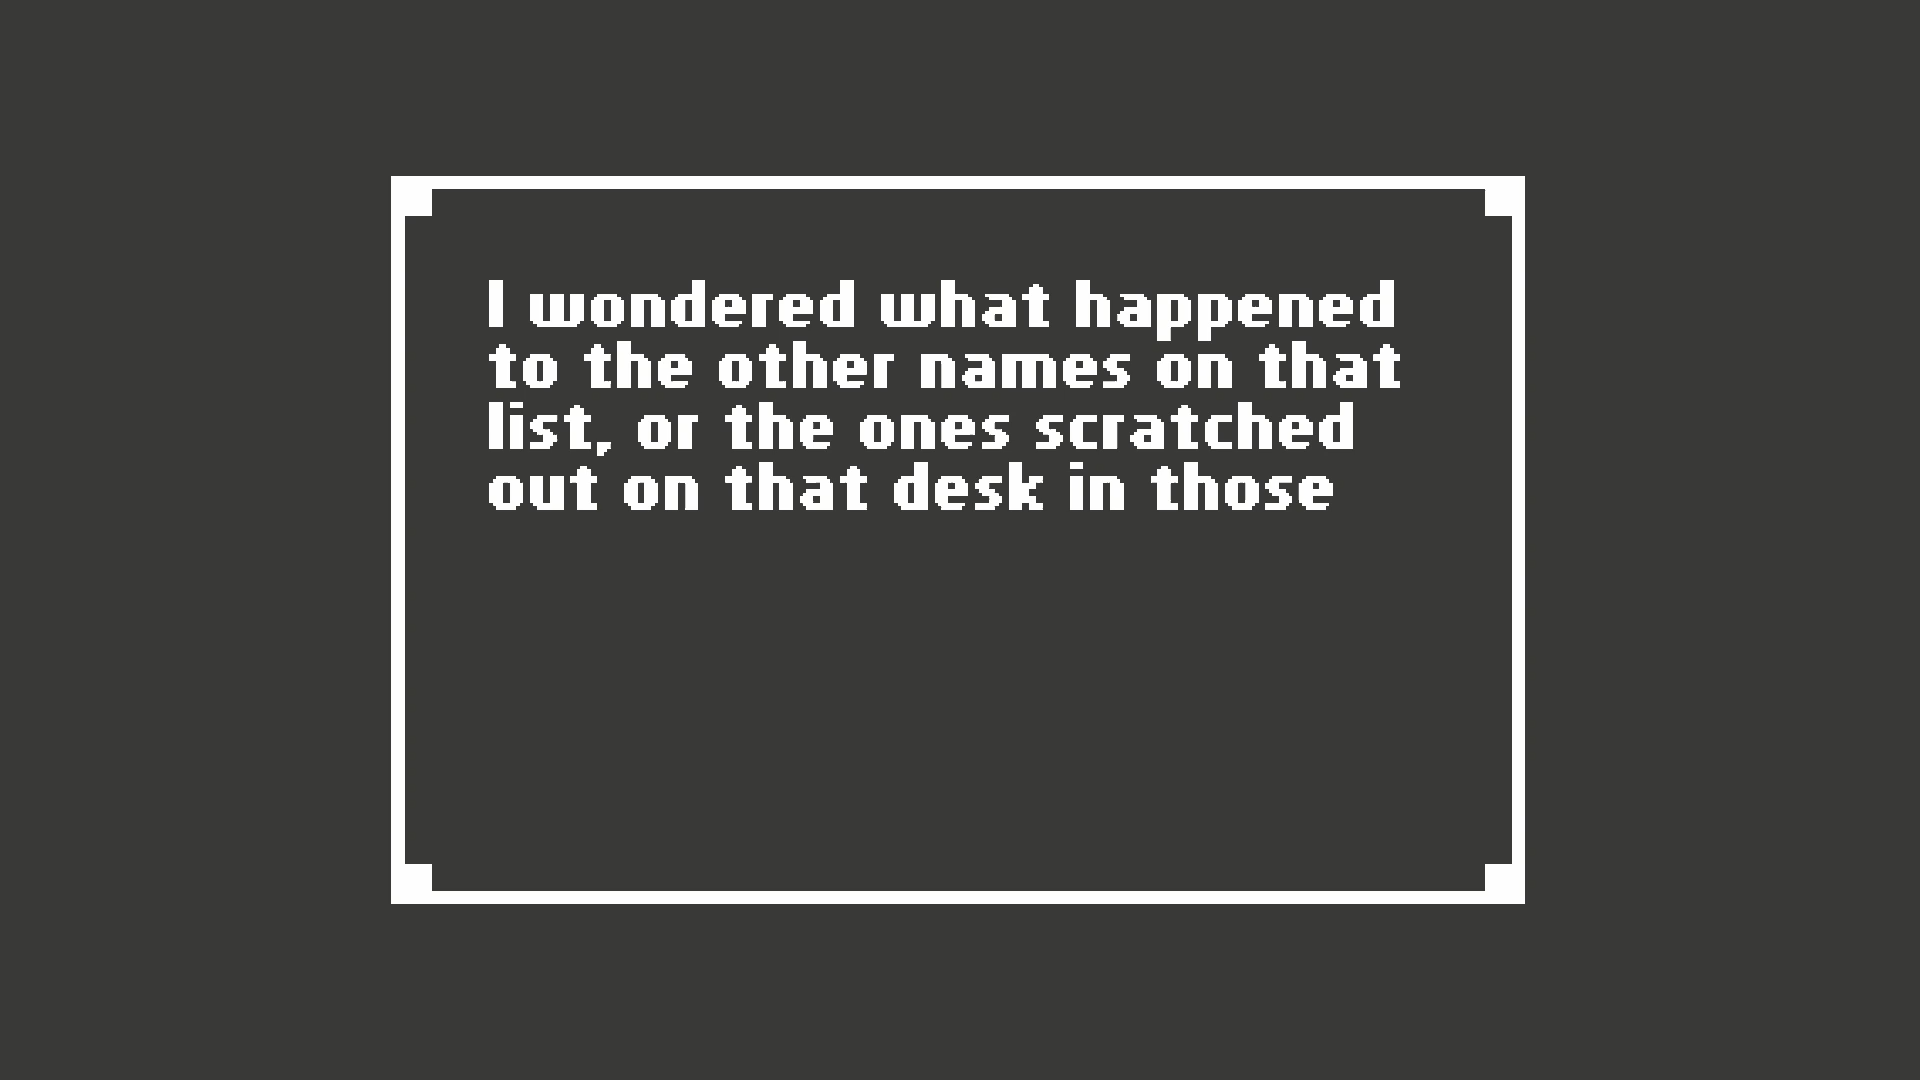 I wondered what happened
to the other names on that
list, or the ones scratched
out on that desk in those